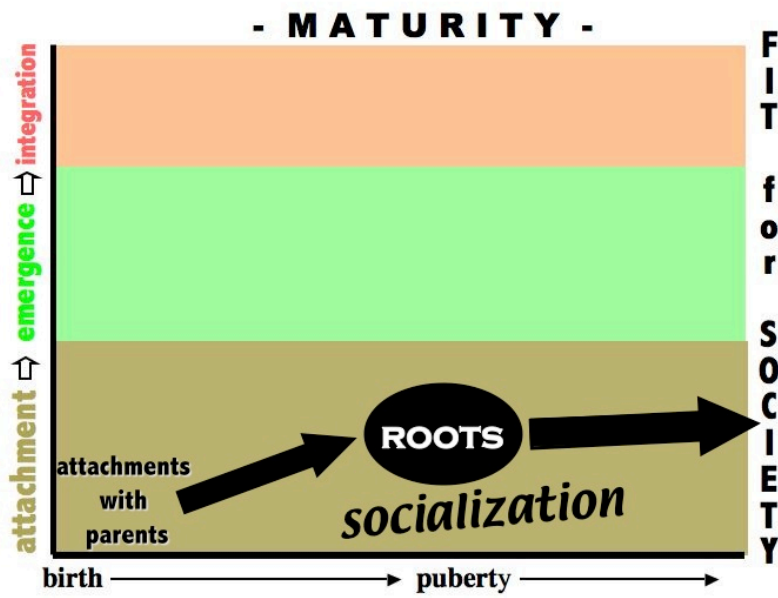 - MATURITY -
FIT for SOCIETY
integration
emergence
attachment
ROOTS
attachments
with
parents
socialization
birth
puberty